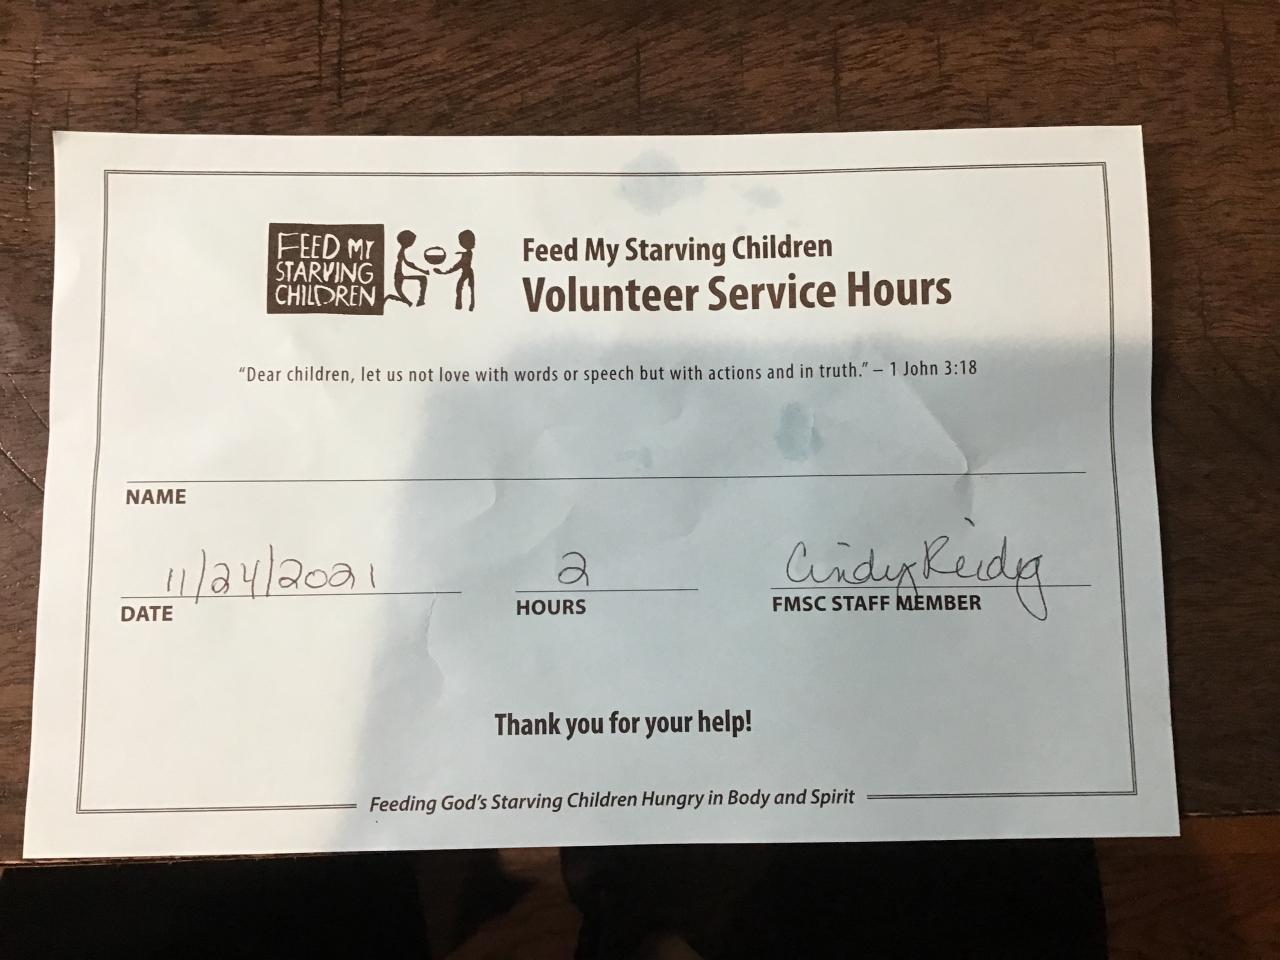 FEED MY
STARVING
CHILDREN
Feed My Starving Children
Volunteer Service Hours
“Dear children, let us not love with words or speech but with actions and in truth.” – 1 John 3:18
NAME
11/24/2021 2 Cindy Reidy
DATE HOURS FMSC STAFF MEMBER
Thank you for your help!
Feeding God's Starving Children Hungry in Body and Spirit